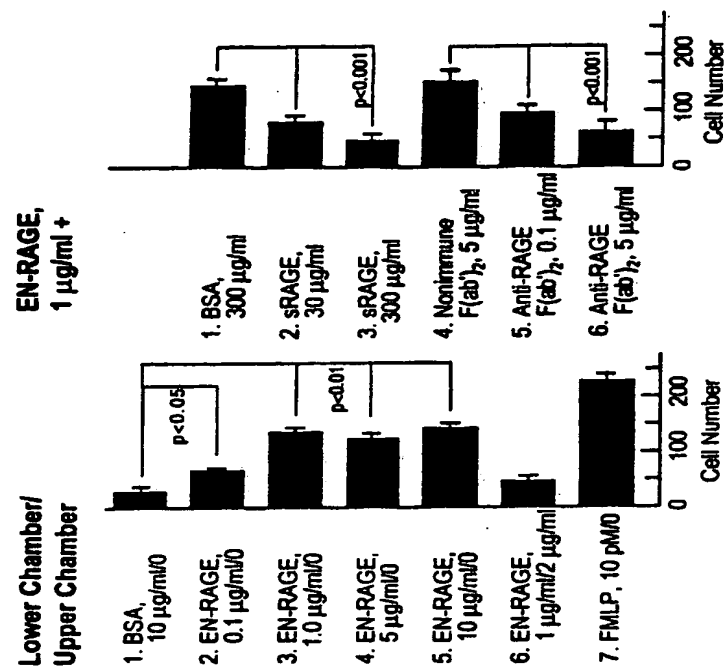 Lower Chamber/
Upper Chamber
1. BSA,
10 µg/ml/0
2. EN-RAGE,
0.1 µg/ml/0
3. EN-RAGE,
1.0 µg/ml/0
4. EN-RAGE,
5 µg/ml/0
5. EN-RAGE,
10 µg/ml/0
6. EN-RAGE,
1 µg/ml/2 µg/ml
7. FMLP, 10 pM/0
p<0.05
p<0.01
0 100 200
Cell Number
EN-RAGE,
1 µg/ml +
1. BSA,
300 µg/ml
2. sRAGE,
30 µg/ml
3. sRAGE,
300 µg/ml
4. Nonimmune
F(ab')2, 5 µg/ml
5. Anti-RAGE
F(ab')2, 0.1 µg/ml
6. Anti-RAGE
F(ab')2, 5 µg/ml
p<0.001
p<0.001
0 100 200
Cell Number